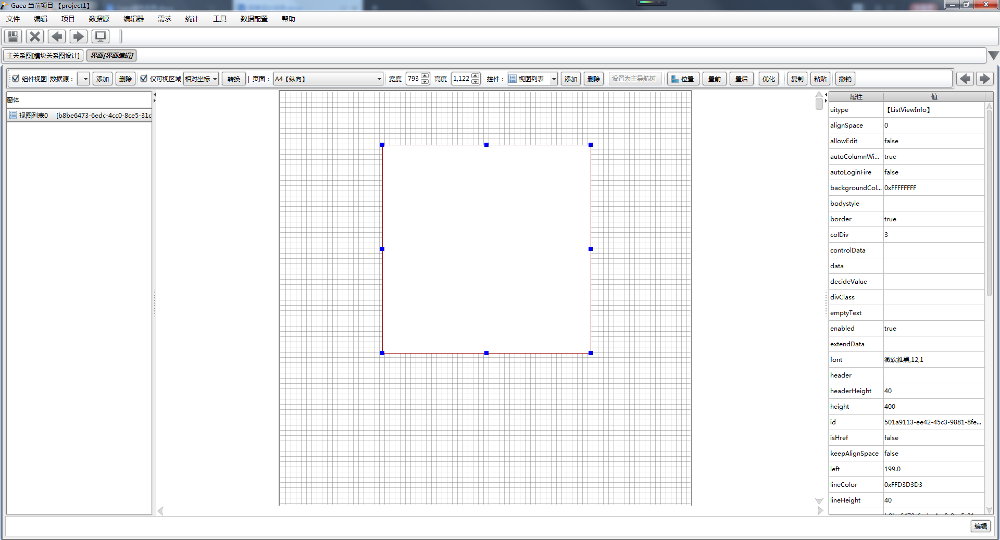 Gaea 当前项目 【project1】
文件 编辑 项目 数据源 编辑器 需求 统计 工具 数据配置 帮助
主关系图[模块关系图设计] 界面[界面编辑]
组件视图 数据源： 添加 删除 仅可视区域 相对坐标 转换 | 页面： A4【纵向】 宽度 793 高度 1,122 控件： 视图列表 添加 删除 设置为主导航树 位置 置前 置后 优化 复制 粘贴 撤销
窗体
视图列表0 [b8be6473-6edc-4cc0-8ce5-31c
属性 值
uitype 【ListViewInfo】
alignSpace 0
allowEdit false
autoColumnWi... true
autoLoginFire false
backgroundCol... 0xFFFFFFFF
bodystyle
border true
colDiv 3
controlData
data
decideValue
divClass
emptyText
enabled true
extendData
font 微软雅黑,12,1
header
headerHeight 40
height 400
id 501a9113-ee42-45c3-9881-8fe...
isHref false
keepAlignSpace false
left 199.0
lineColor 0xFFD3D3D3
lineHeight 40
编辑